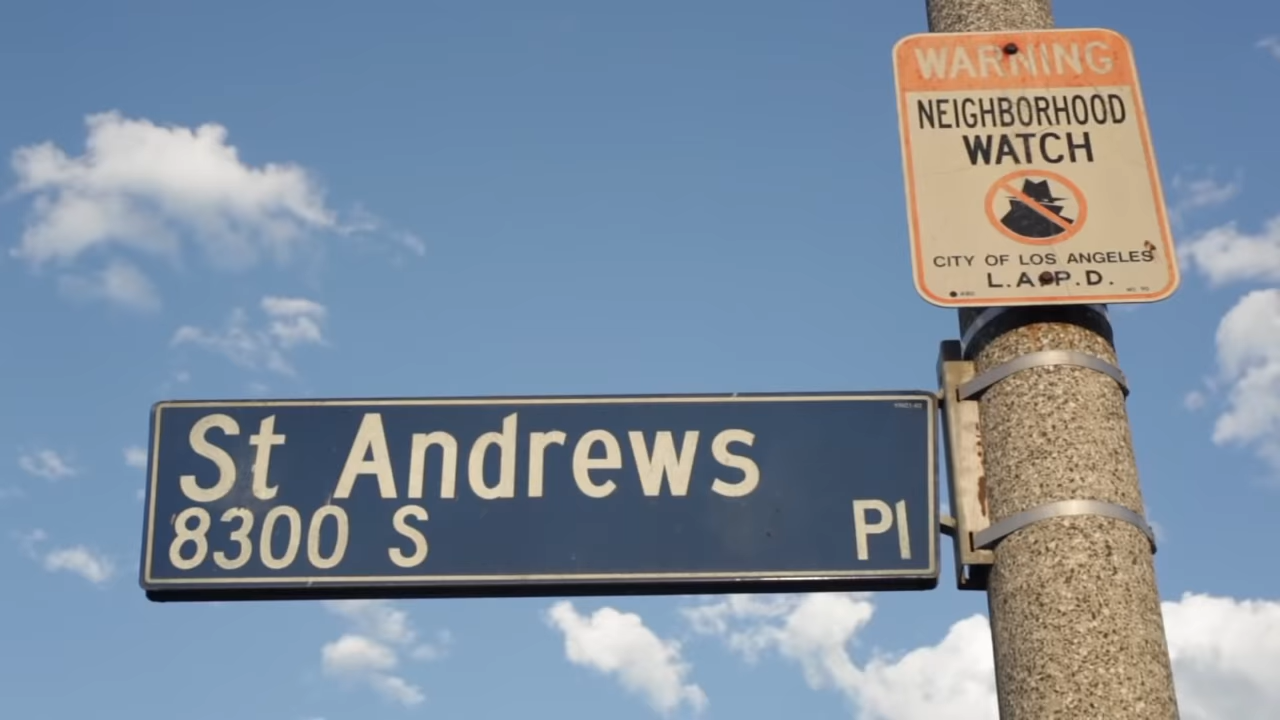 WARNING
NEIGHBORHOOD
WATCH
CITY OF LOS ANGELES
L.A.P.D.
St Andrews
8300 S Pl